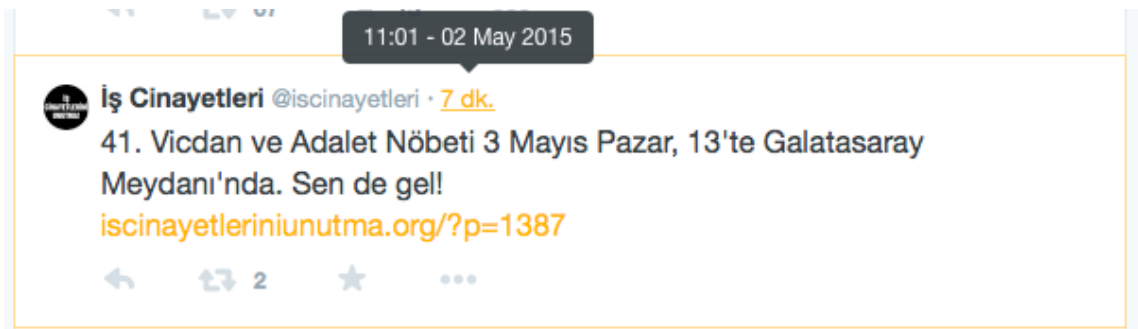 11:01 - 02 May 2015
İş Cinayetleri @iscinayetleri · 7 dk.
41. Vicdan ve Adalet Nöbeti 3 Mayıs Pazar, 13'te Galatasaray
Meydanı'nda. Sen de gel!
iscinayetleriniunutma.org/?p=1387
2